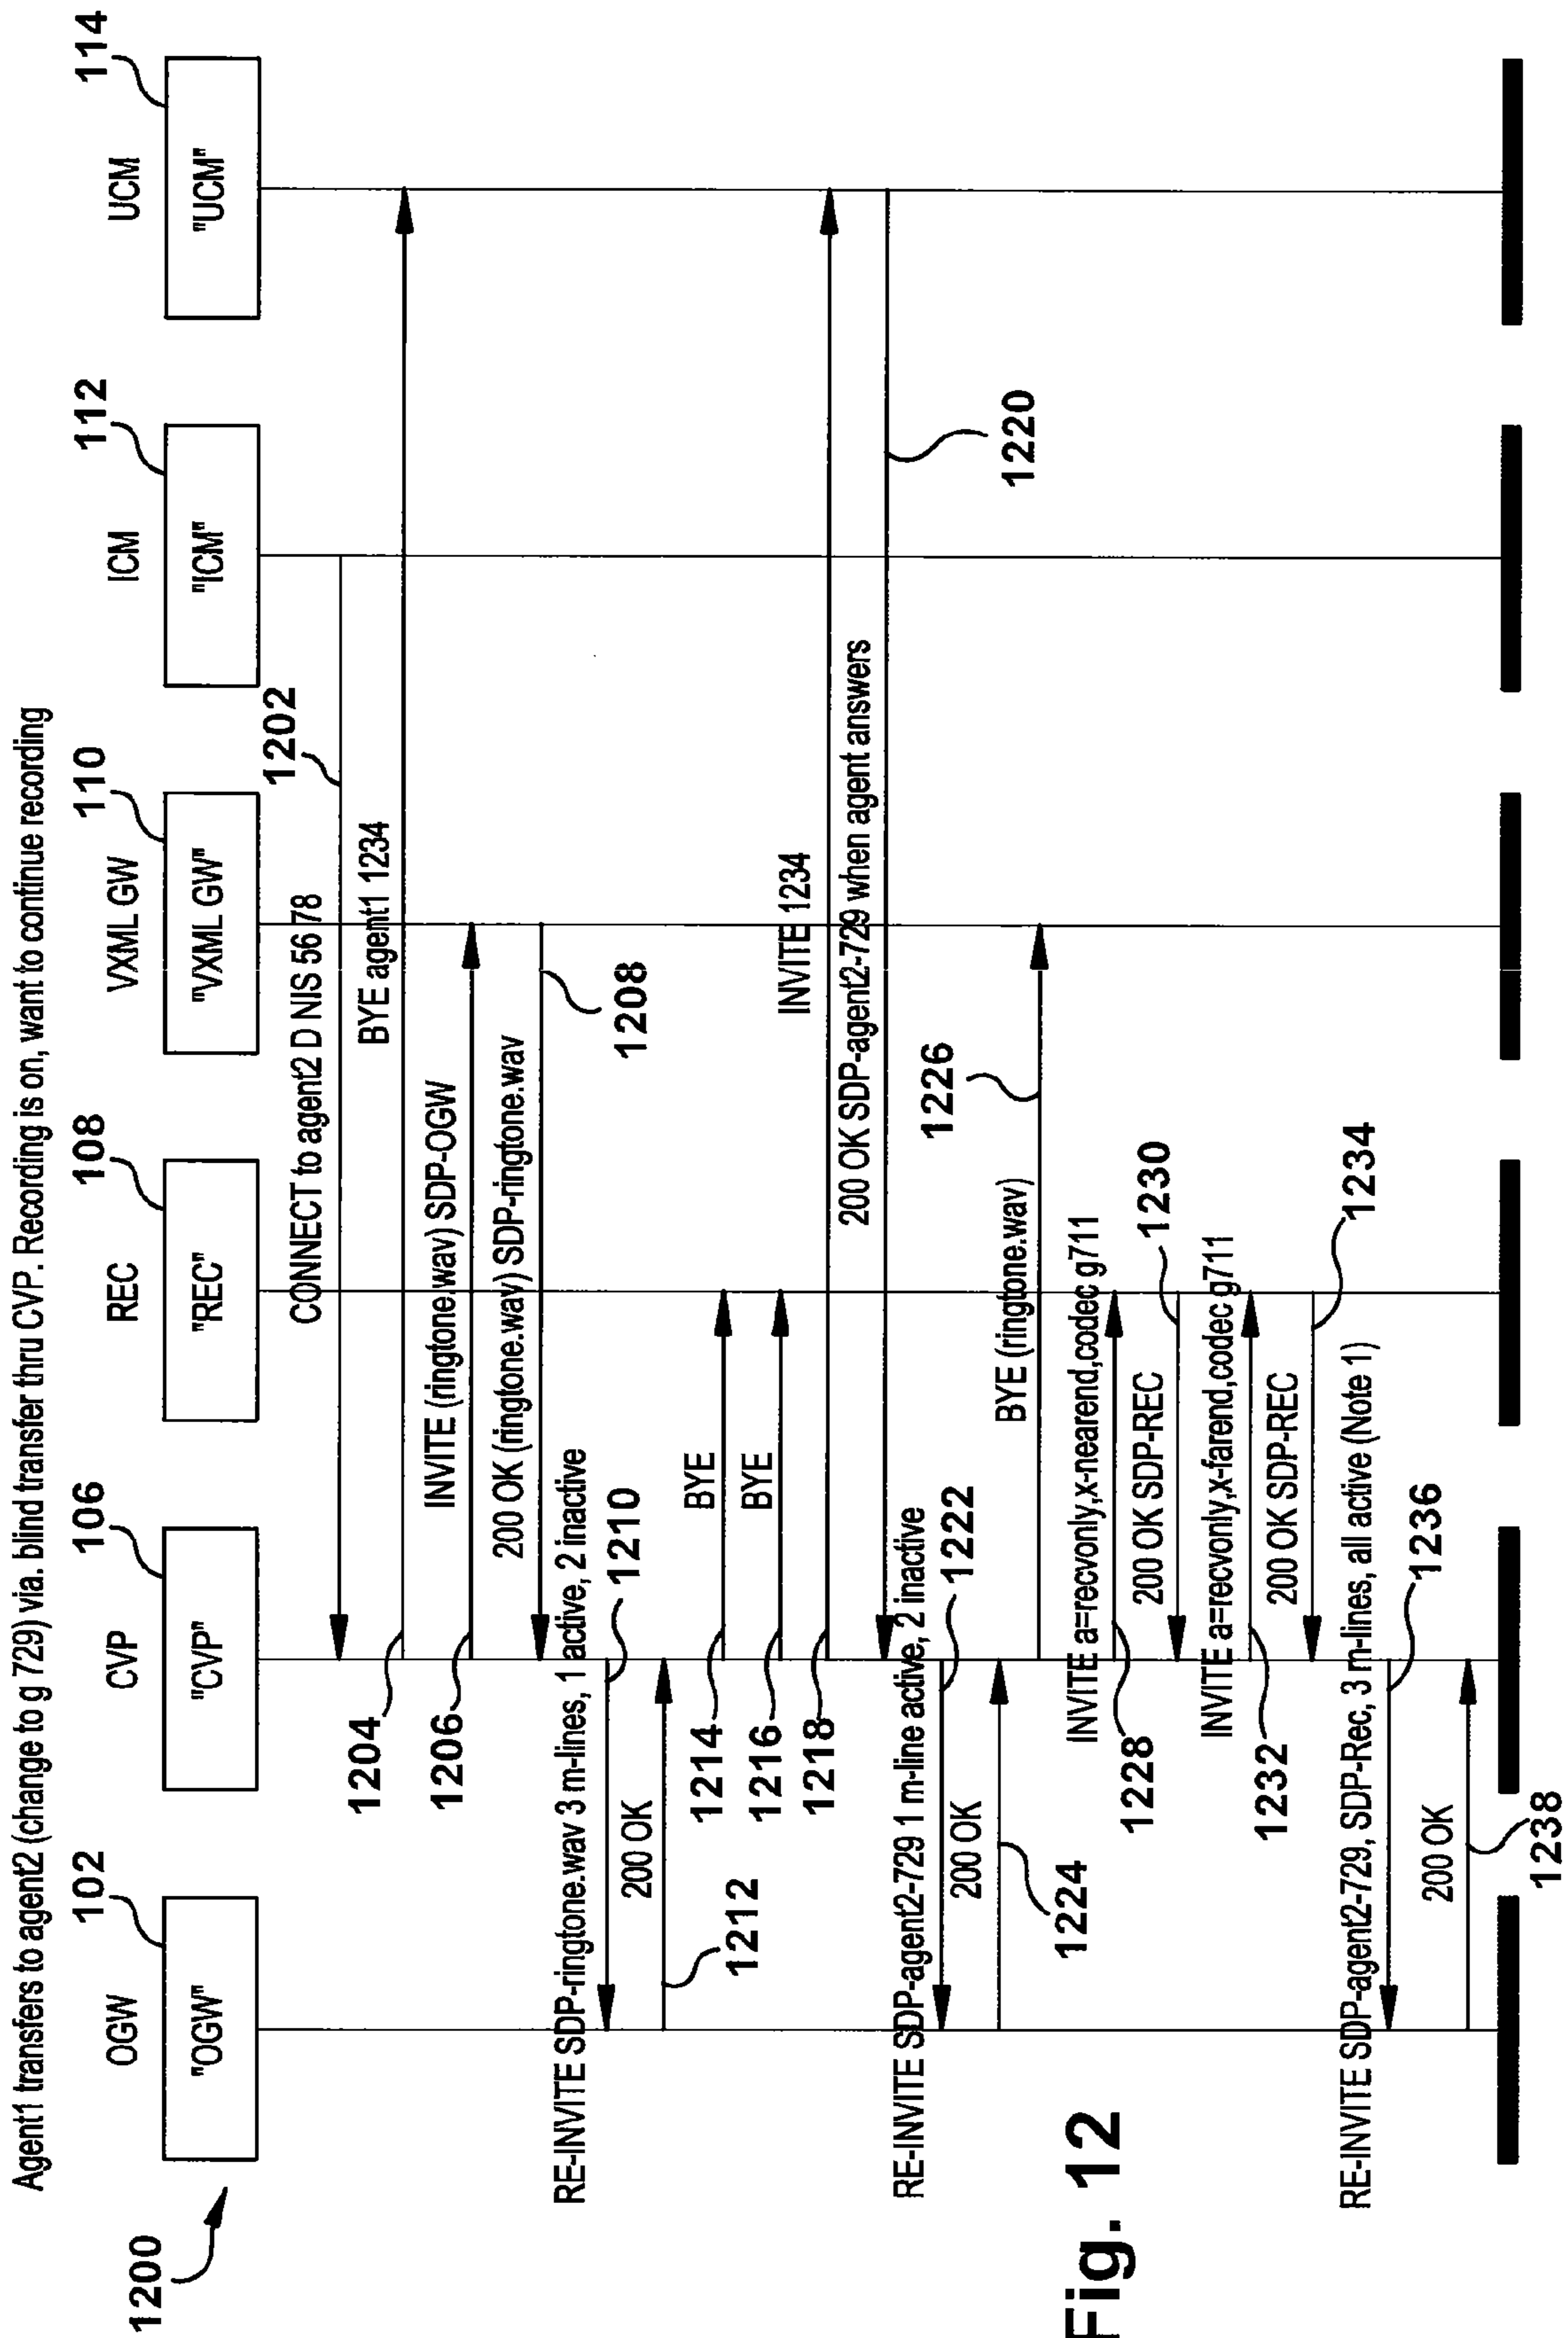 Agent1 transfers to agent2 (change to g 729) via. blind transfer thru CVP. Recording is on, want to continue recording
1200
OGW
102
"OGW"
CVP
106
"CVP"
REC
108
"REC"
VXML GW
110
"VXML GW"
ICM
112
"ICM"
UCM
114
"UCM"
CONNECT to agent2 D NIS 5678
1202
BYE agent1 1234
1204
INVITE (ringtone.wav) SDP-OGW
1206
200 OK (ringtone.wav) SDP-ringtone.wav
1208
RE-INVITE SDP-ringtone.wav 3 m-lines, 1 active, 2 inactive
1210
200 OK
1212
BYE
1214
BYE
1216
INVITE 1234
1218
200 OK SDP-agent2-729 when agent answers
1220
RE-INVITE SDP-agent2-729 1 m-line active, 2 inactive
1222
200 OK
1224
BYE (ringtone.wav)
1226
INVITE a=recvonly,x-nearend,codec g711
1228
200 OK SDP-REC
1230
INVITE a=recvonly,x-farend,codec g711
1232
200 OK SDP-REC
1234
RE-INVITE SDP-agent2-729, SDP-Rec, 3 m-lines, all active (Note 1)
1236
200 OK
1238
Fig. 12